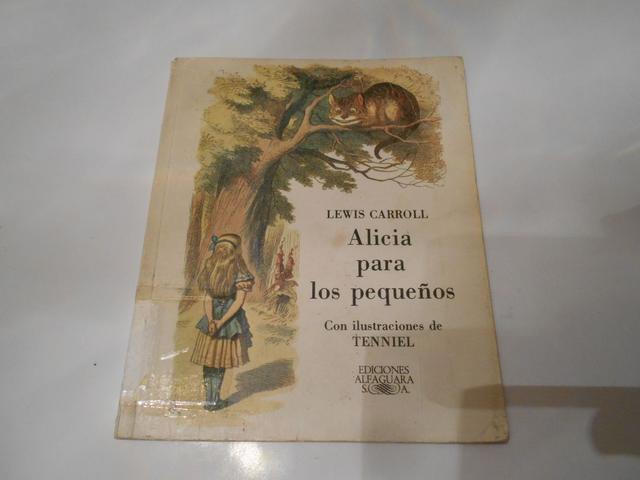 LEWIS CARROLL
Alicia
para
los pequeños
Con ilustraciones de
TENNIEL
EDICIONES
ALFAGUARA
S. A.